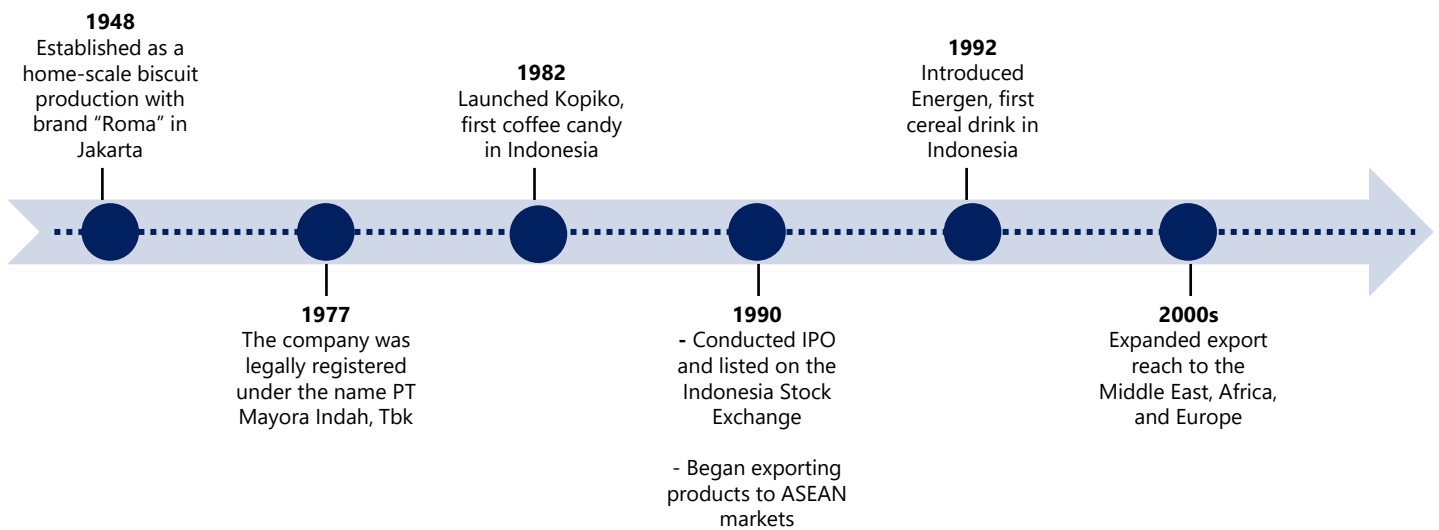 1948
Established as a
home-scale biscuit
production with
brand “Roma” in
Jakarta
1977
The company was
legally registered
under the name PT
Mayora Indah, Tbk
1982
Launched Kopiko,
first coffee candy
in Indonesia
1990
- Conducted IPO
and listed on the
Indonesia Stock
Exchange
- Began exporting
products to ASEAN
markets
1992
Introduced
Energen, first
cereal drink in
Indonesia
2000s
Expanded export
reach to the
Middle East, Africa,
and Europe